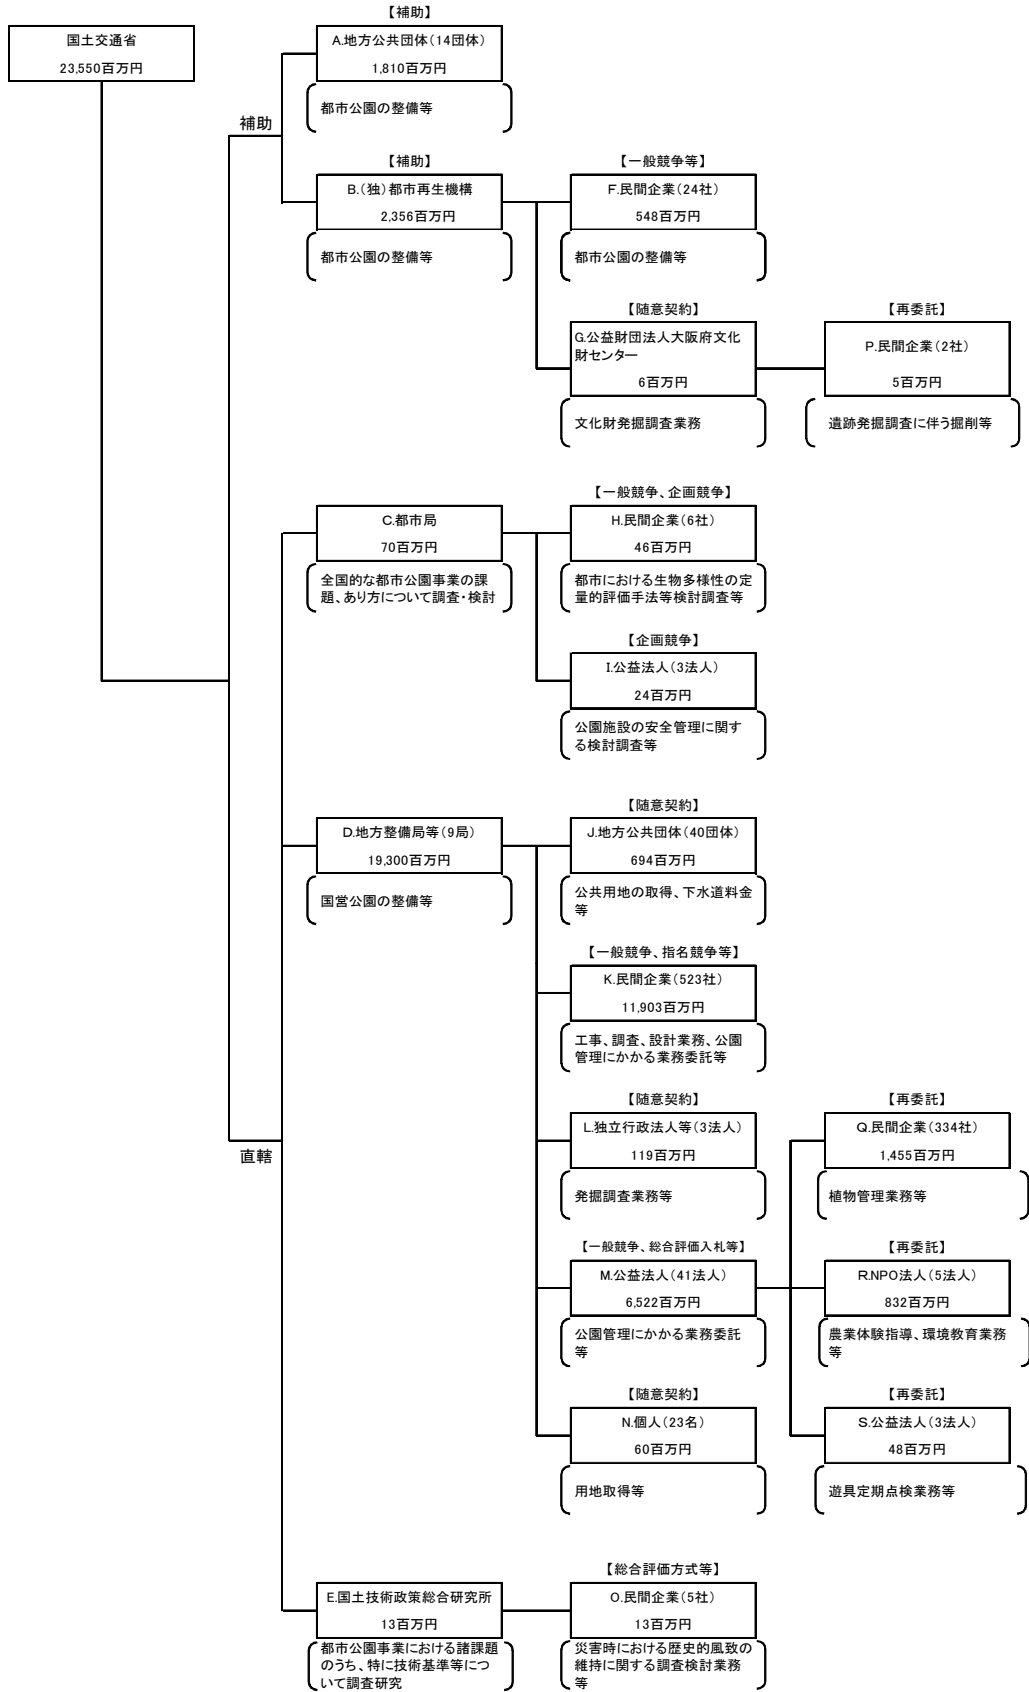 国土交通省
23,550百万円
【補助】
A.地方公共団体(14団体)
1,810百万円
都市公園の整備等
補助
【補助】
B.(独)都市再生機構
2,356百万円
都市公園の整備等
【一般競争等】
F.民間企業(24社)
548百万円
都市公園の整備等
【随意契約】
G.公益財団法人大阪府文化
財センター
6百万円
文化財発掘調査業務
【再委託】
P.民間企業(2社)
5百万円
遺跡発掘調査に伴う掘削等
C.都市局
70百万円
全国的な都市公園事業の課
題、あり方について調査・検討
【一般競争、企画競争】
H.民間企業(6社)
46百万円
都市における生物多様性の定
量的評価手法等検討調査等
【企画競争】
I.公益法人(3法人)
24百万円
公園施設の安全管理に関す
る検討調査等
D.地方整備局等(9局)
19,300百万円
国営公園の整備等
【随意契約】
J.地方公共団体(40団体)
694百万円
公共用地の取得、下水道料金
等
【一般競争、指名競争等】
K.民間企業(523社)
11,903百万円
工事、調査、設計業務、公園
管理にかかる業務委託等
直轄
【随意契約】
L.独立行政法人等(3法人)
119百万円
発掘調査業務等
【再委託】
Q.民間企業(334社)
1,455百万円
植物管理業務等
【一般競争、総合評価入札等】
M.公益法人(41法人)
6,522百万円
公園管理にかかる業務委託
等
【再委託】
R.NPO法人(5法人)
832百万円
農業体験指導、環境教育業務
等
【随意契約】
N.個人(23名)
60百万円
用地取得等
【再委託】
S.公益法人(3法人)
48百万円
遊具定期点検業務等
E.国土技術政策総合研究所
13百万円
都市公園事業における諸課題
のうち、特に技術基準等につ
いて調査研究
【総合評価方式等】
O.民間企業(5社)
13百万円
災害時における歴史的風致の
維持に関する調査検討業務
等